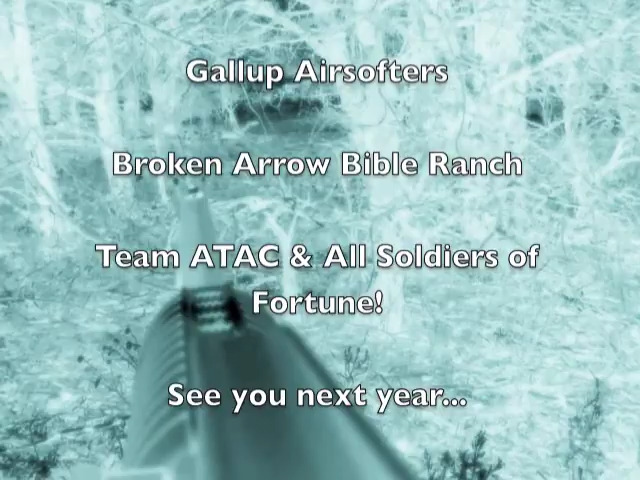 Gallup Airsofters
Broken Arrow Bible Ranch
Team ATAC & All Soldiers of
Fortune!
See you next year...